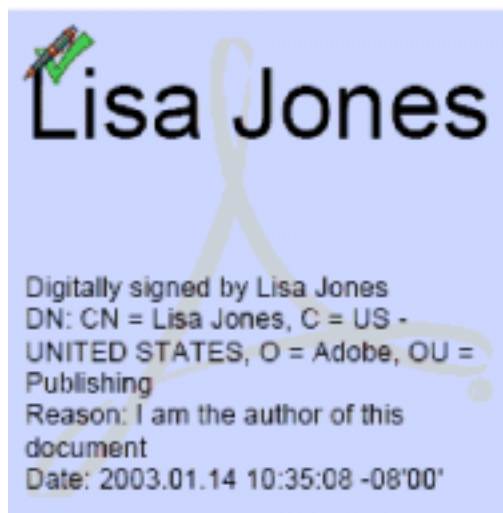 Lisa Jones
Digitally signed by Lisa Jones
DN: CN = Lisa Jones, C = US -
UNITED STATES, O = Adobe, OU =
Publishing
Reason: I am the author of this
document
Date: 2003.01.14 10:35:08 -08'00'